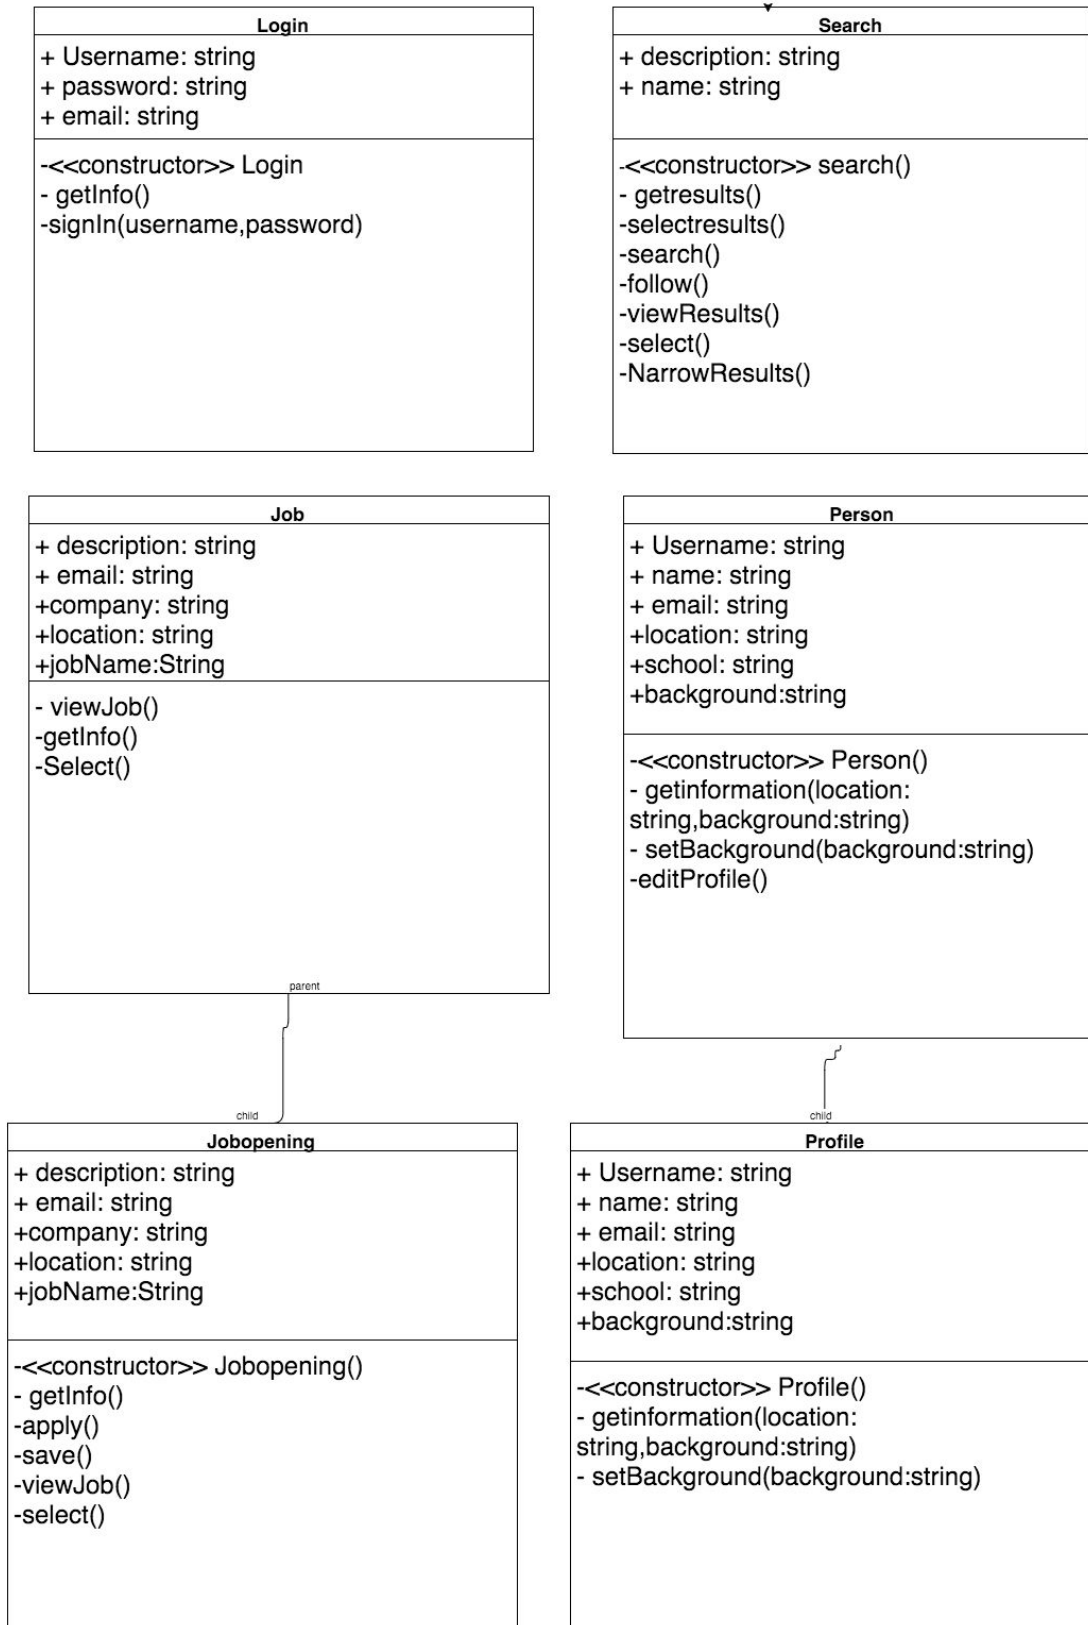 Login
+ Username: string
+ password: string
+ email: string
-<<constructor>> Login
- getInfo()
-signIn(username,password)
Search
+ description: string
+ name: string
-<<constructor>> search()
- getresults()
-selectresults()
-search()
-follow()
-viewResults()
-select()
-NarrowResults()
Job
+ description: string
+ email: string
+company: string
+location: string
+jobName:String
- viewJob()
-getInfo()
-Select()
parent
Person
+ Username: string
+ name: string
+ email: string
+location: string
+school: string
+background:string
-<<constructor>> Person()
- getinformation(location:
string,background:string)
- setBackground(background:string)
-editProfile()
child
Jobopening
+ description: string
+ email: string
+company: string
+location: string
+jobName:String
-<<constructor>> Jobopening()
- getInfo()
-apply()
-save()
-viewJob()
-select()
child
Profile
+ Username: string
+ name: string
+ email: string
+location: string
+school: string
+background:string
-<<constructor>> Profile()
- getinformation(location:
string,background:string)
- setBackground(background:string)